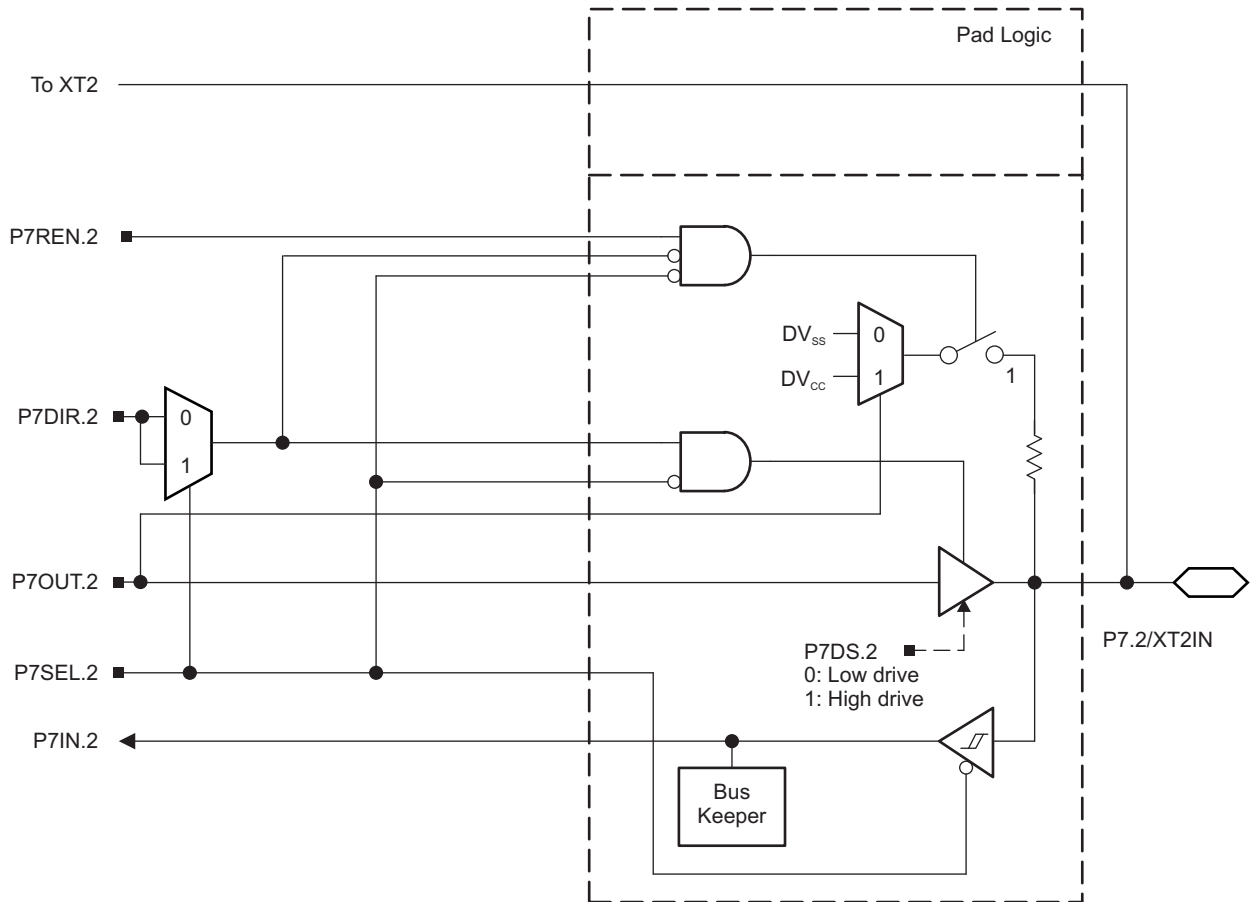 Pad Logic
To XT2
P7REN.2
DVSS
0
DVCC
1
1
P7DIR.2
0
1
P7OUT.2
P7DS.2
0: Low drive
1: High drive
P7.2/XT2IN
P7SEL.2
P7IN.2
Bus
Keeper